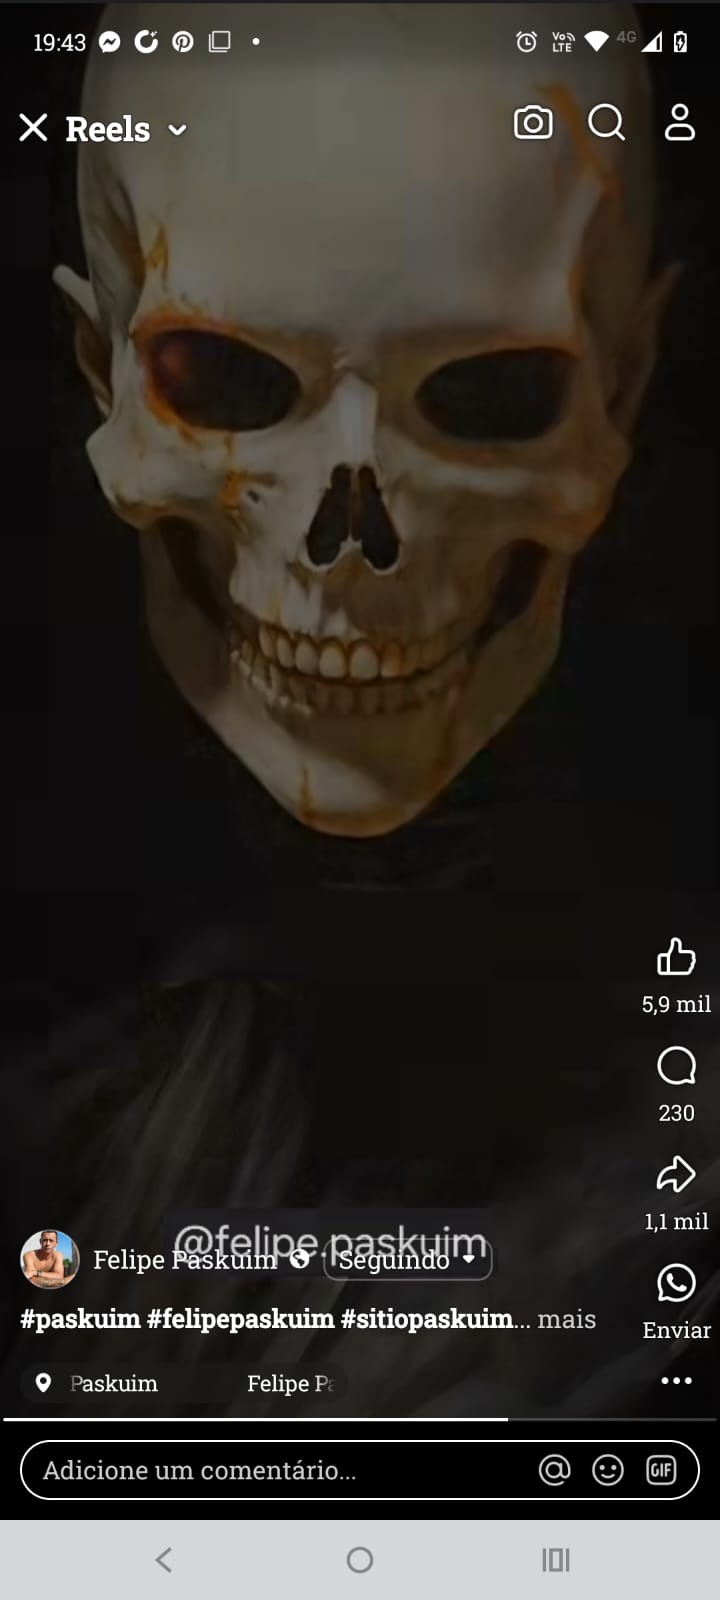 19:43
Vo LTE
4G
Reels
5,9 mil
230
1,1 mil
@felipe.paskuim
Felipe Paskuim
Seguindo
#paskuim #felipepaskuim #sitiopaskuim... mais
Enviar
Paskuim Felipe Pa
Adicione um comentário...
GIF